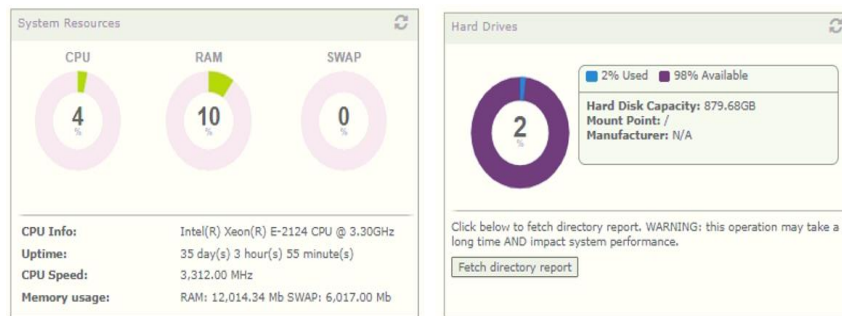 System Resources
CPU RAM SWAP
4 % 10 % 0 %
CPU Info: Intel(R) Xeon(R) E-2124 CPU @ 3.30GHz
Uptime: 35 day(s) 3 hour(s) 55 minute(s)
CPU Speed: 3,312.00 MHz
Memory usage: RAM: 12,014.34 Mb SWAP: 6,017.00 Mb
Hard Drives
2 %
2% Used 98% Available
Hard Disk Capacity: 879.68GB
Mount Point: /
Manufacturer: N/A
Click below to fetch directory report. WARNING: this operation may take a
long time AND impact system performance.
Fetch directory report